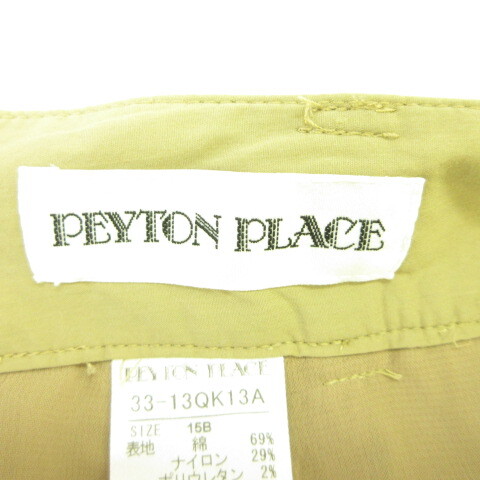 PEYTON PLACE
PEYTON PLACE
33-13QK13A
SIZE 15B
表地 綿 69%
ナイロン 29%
ポリウレタン 2%